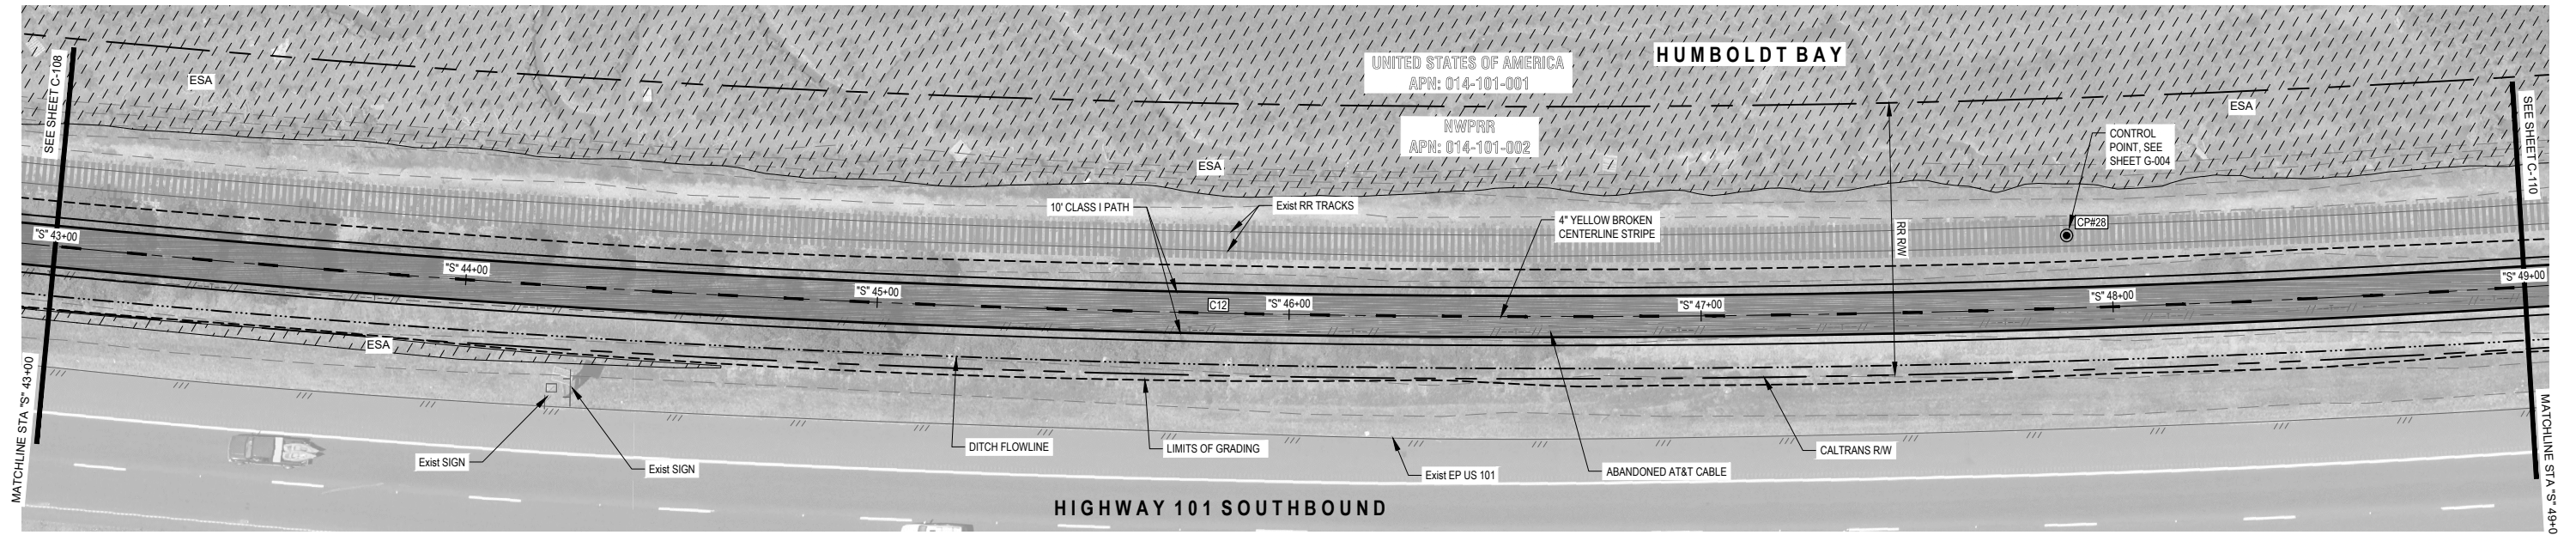 HUMBOLDT BAY
UNITED STATES OF AMERICA
APN: 014-101-001
NWPRR
APN: 014-101-002
SEE SHEET C-108
ESA
ESA
ESA
CONTROL
POINT, SEE
SHEET G-004
SEE SHEET C-110
10' CLASS I PATH
Exist RR TRACKS
4" YELLOW BROKEN
CENTERLINE STRIPE
RR R/W
CP#28
"S" 43+00
"S" 44+00
"S" 45+00
C12
"S" 46+00
"S" 47+00
"S" 48+00
"S" 49+00
ESA
MATCHLINE STA "S" 43+00
Exist SIGN
Exist SIGN
DITCH FLOWLINE
LIMITS OF GRADING
Exist EP US 101
ABANDONED AT&T CABLE
CALTRANS R/W
MATCHLINE STA "S" 49+0
HIGHWAY 101 SOUTHBOUND